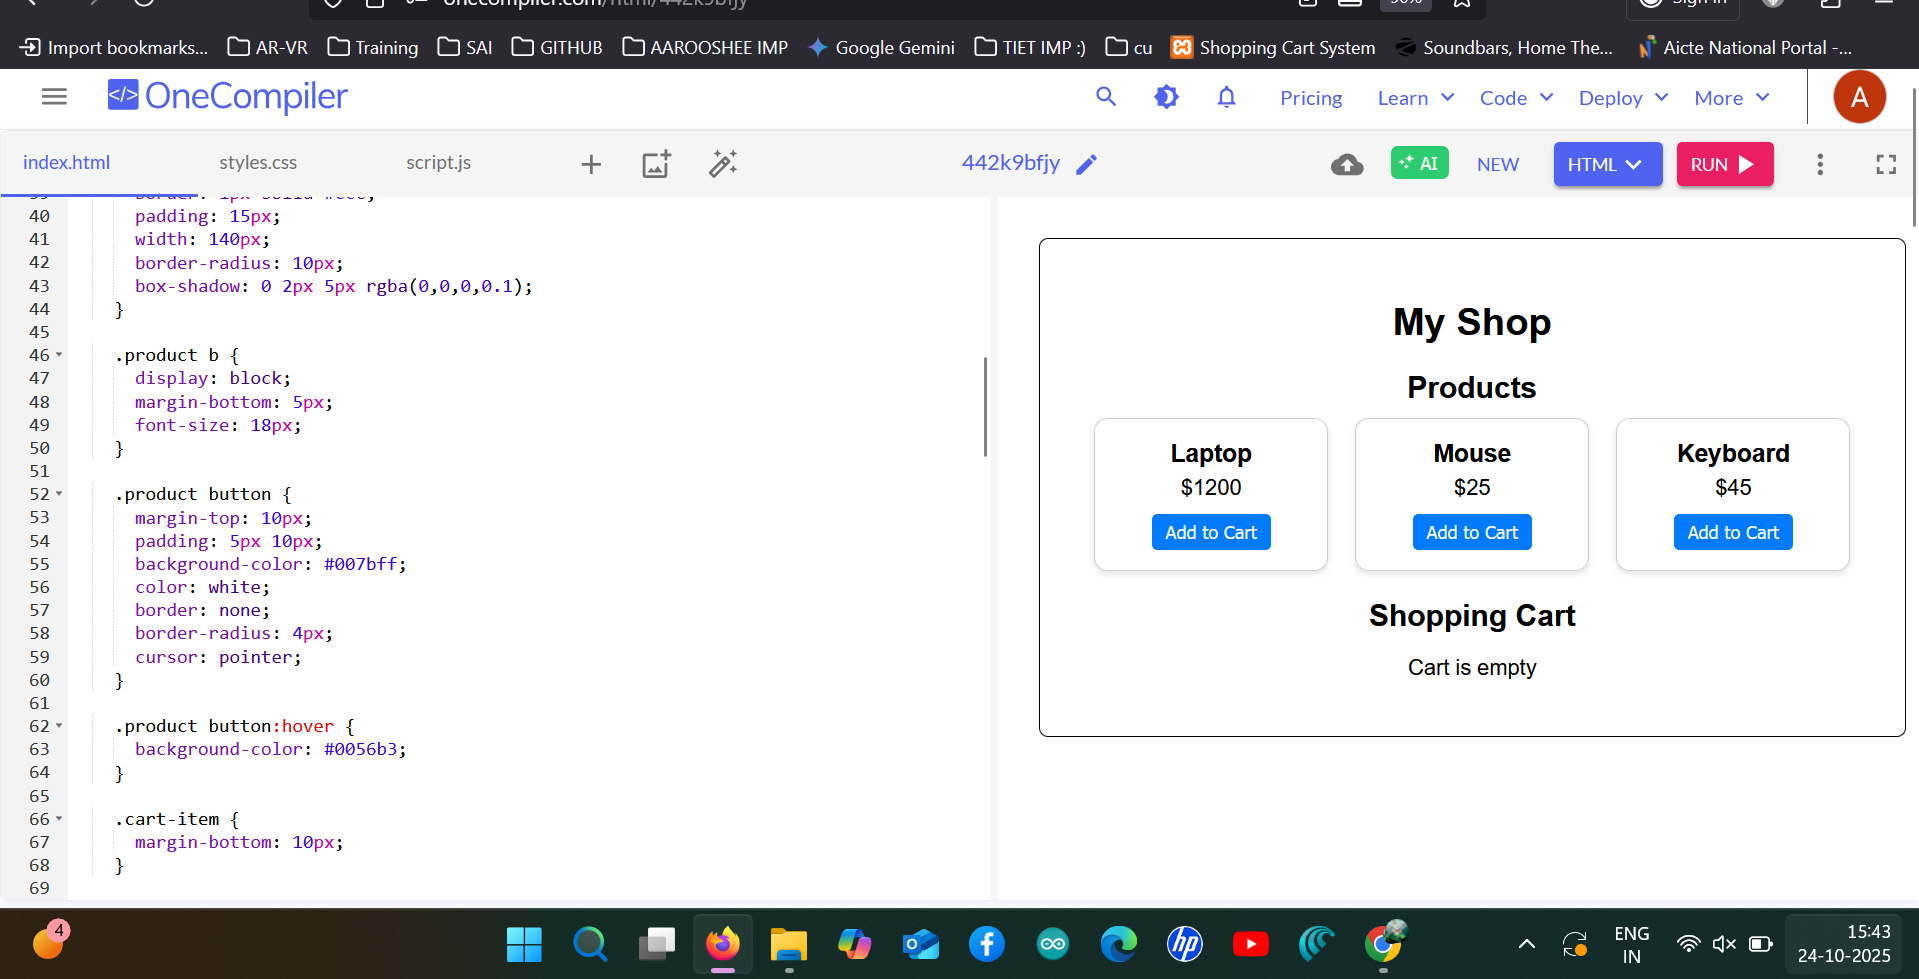 onecompiler.com/html/442k9bfjy
90%
Sign in
Import bookmarks...
AR-VR
Training
SAI
GITHUB
AAROOSHEE IMP
Google Gemini
TIET IMP :)
cu
Shopping Cart System
Soundbars, Home The...
Aicte National Portal -...
</> OneCompiler
Pricing
Learn
Code
Deploy
More
A
index.html
styles.css
script.js
442k9bfjy
AI
NEW
HTML
RUN
39 border: 1px solid #ccc;
40 padding: 15px;
41 width: 140px;
42 border-radius: 10px;
43 box-shadow: 0 2px 5px rgba(0,0,0,0.1);
44 }
45
46 .product b {
47 display: block;
48 margin-bottom: 5px;
49 font-size: 18px;
50 }
51
52 .product button {
53 margin-top: 10px;
54 padding: 5px 10px;
55 background-color: #007bff;
56 color: white;
57 border: none;
58 border-radius: 4px;
59 cursor: pointer;
60 }
61
62 .product button:hover {
63 background-color: #0056b3;
64 }
65
66 .cart-item {
67 margin-bottom: 10px;
68 }
69
My Shop
Products
Laptop
$1200
Add to Cart
Mouse
$25
Add to Cart
Keyboard
$45
Add to Cart
Shopping Cart
Cart is empty
4
hp
ENG
IN
15:43
24-10-2025